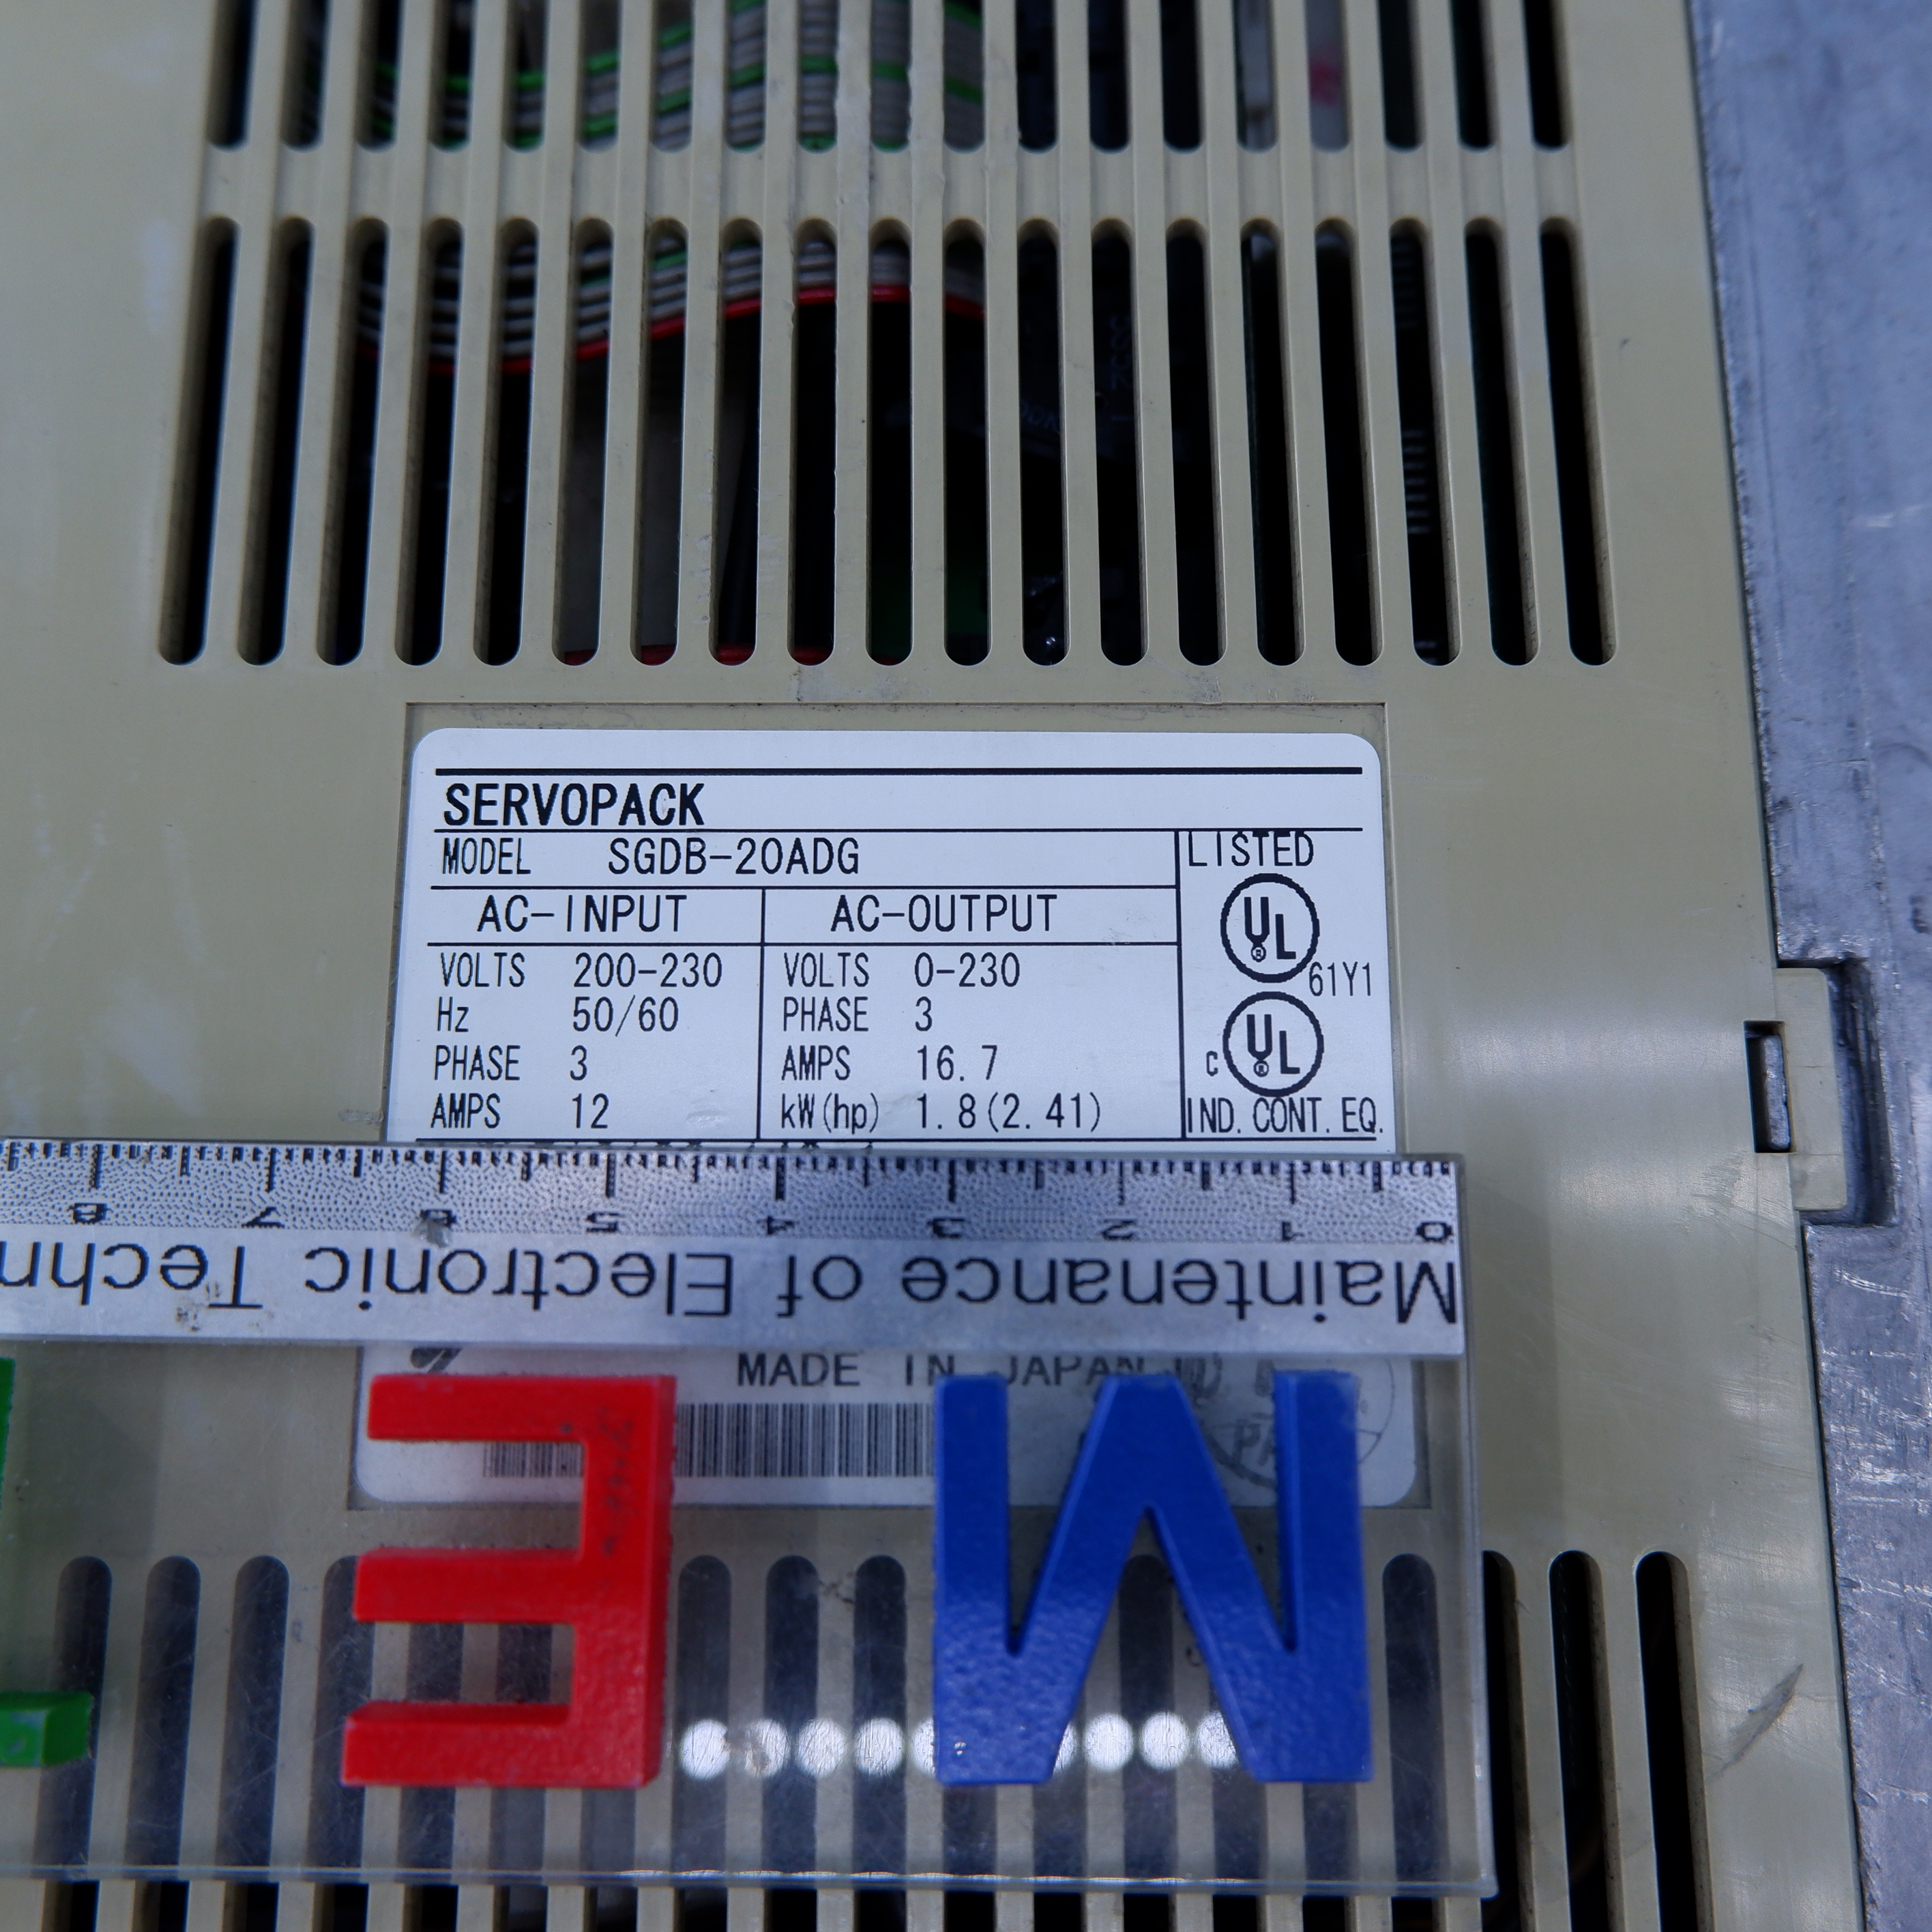 SERVOPACK
MODEL SGDB-20ADG
LISTED
AC-INPUT AC-OUTPUT
VOLTS 200-230 VOLTS 0-230
Hz 50/60 PHASE 3
PHASE 3 AMPS 16.7
AMPS 12 kW(hp) 1.8(2.41)
UL
61Y1
C UL
IND. CONT. EQ.
0 1 2 3 4 5 6 7 8
Maintenance of Electronic
MADE IN JAPAN
M E